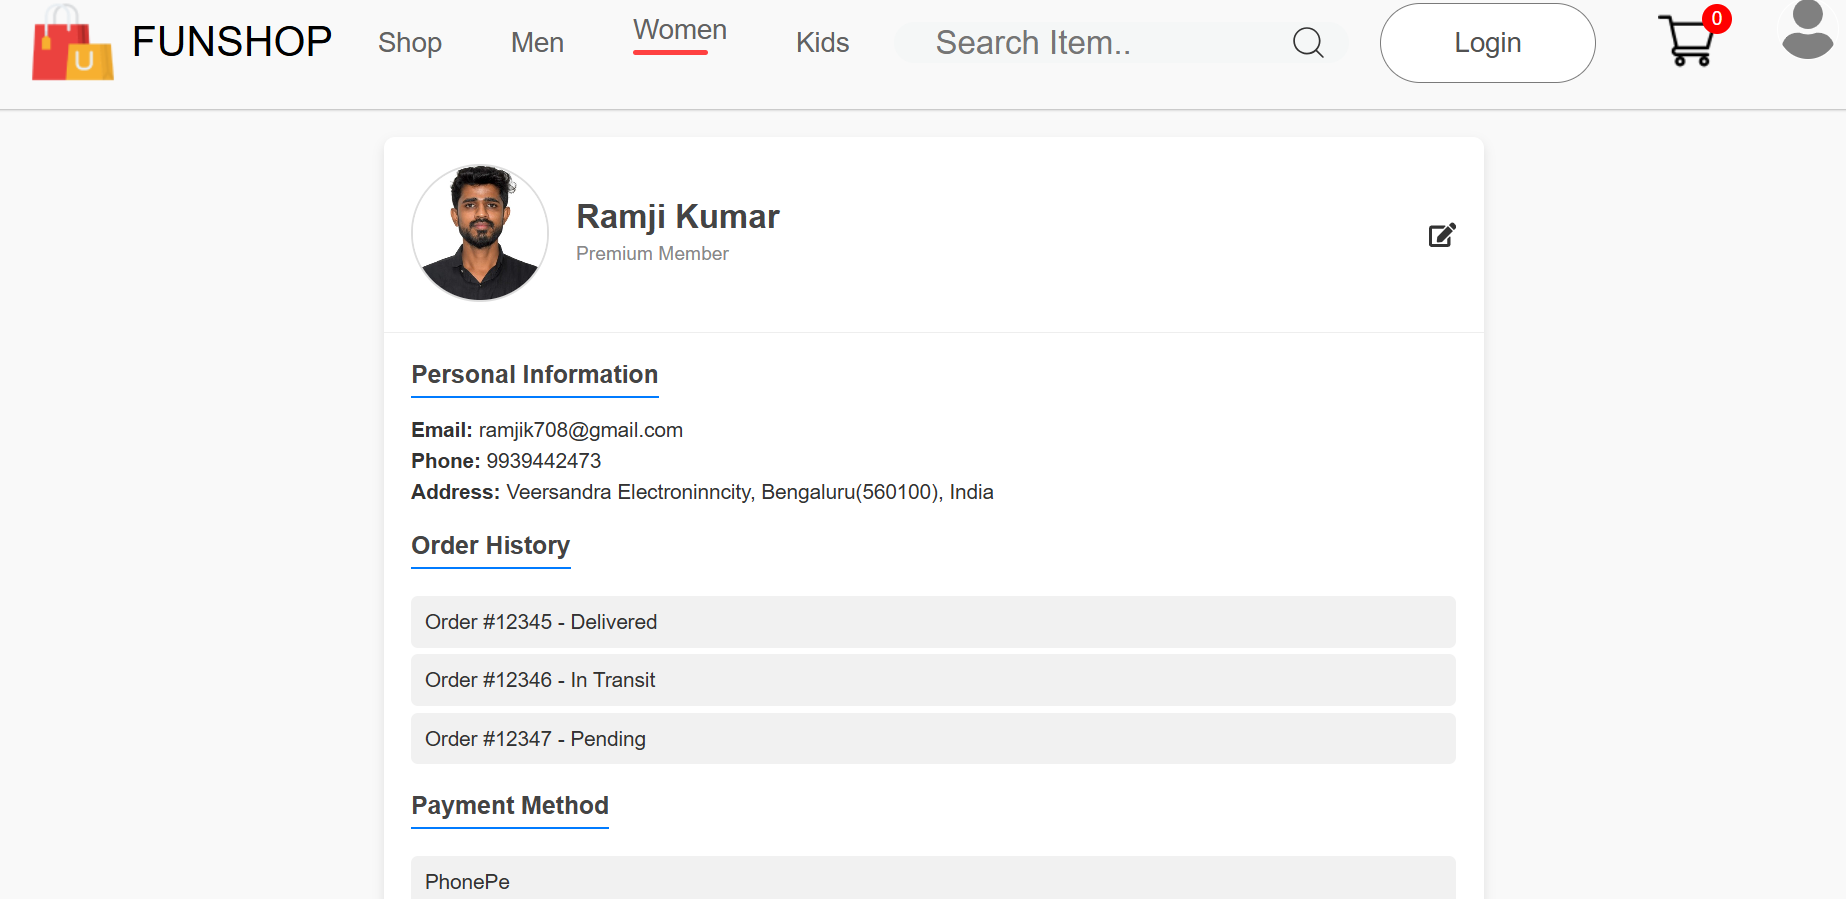 U
FUNSHOP
Shop
Men
Women
Kids
Search Item..
Login
0
Ramji Kumar
Premium Member
Personal Information
Email: ramjik708@gmail.com
Phone: 9939442473
Address: Veersandra Electroninncity, Bengaluru(560100), India
Order History
Order #12345 - Delivered
Order #12346 - In Transit
Order #12347 - Pending
Payment Method
PhonePe